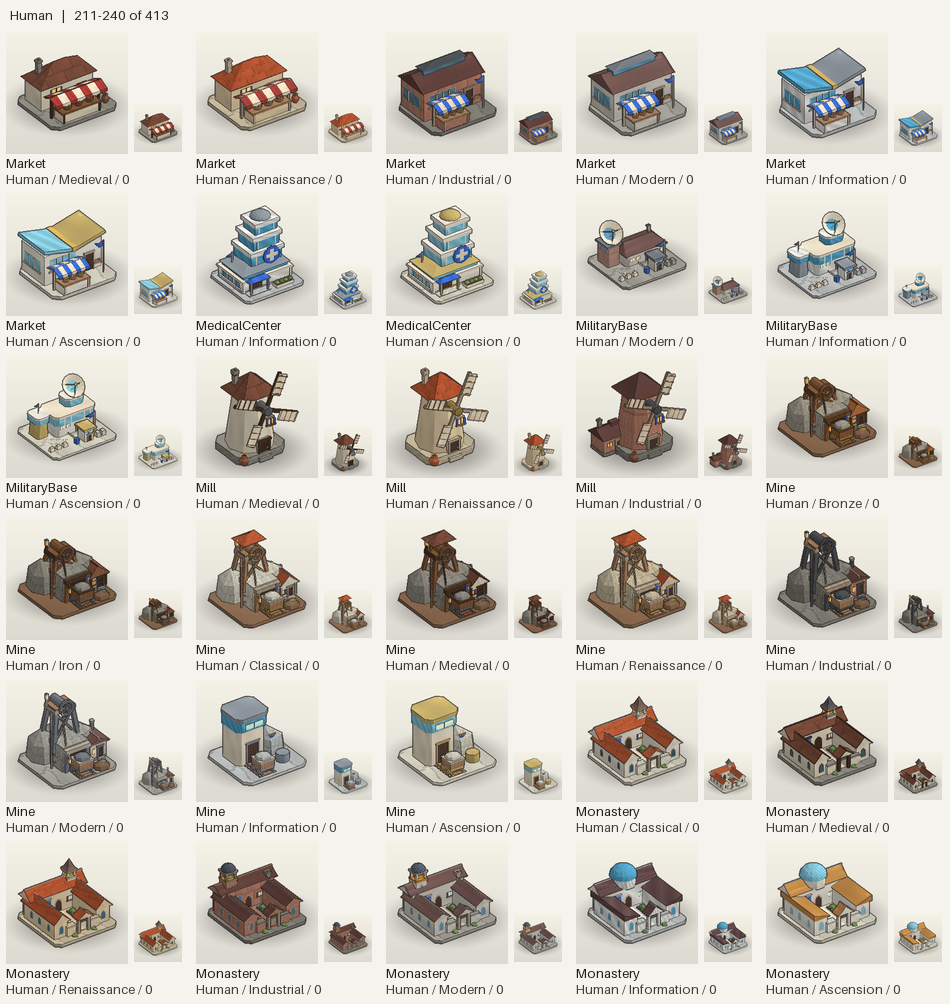 Human | 211-240 of 413
Market
Human / Medieval / 0
Market
Human / Renaissance / 0
Market
Human / Industrial / 0
Market
Human / Modern / 0
Market
Human / Information / 0
Market
Human / Ascension / 0
MedicalCenter
Human / Information / 0
MedicalCenter
Human / Ascension / 0
MilitaryBase
Human / Modern / 0
MilitaryBase
Human / Information / 0
MilitaryBase
Human / Ascension / 0
Mill
Human / Medieval / 0
Mill
Human / Renaissance / 0
Mill
Human / Industrial / 0
Mine
Human / Bronze / 0
Mine
Human / Iron / 0
Mine
Human / Classical / 0
Mine
Human / Medieval / 0
Mine
Human / Renaissance / 0
Mine
Human / Industrial / 0
Mine
Human / Modern / 0
Mine
Human / Information / 0
Mine
Human / Ascension / 0
Monastery
Human / Classical / 0
Monastery
Human / Medieval / 0
Monastery
Human / Renaissance / 0
Monastery
Human / Industrial / 0
Monastery
Human / Modern / 0
Monastery
Human / Information / 0
Monastery
Human / Ascension / 0